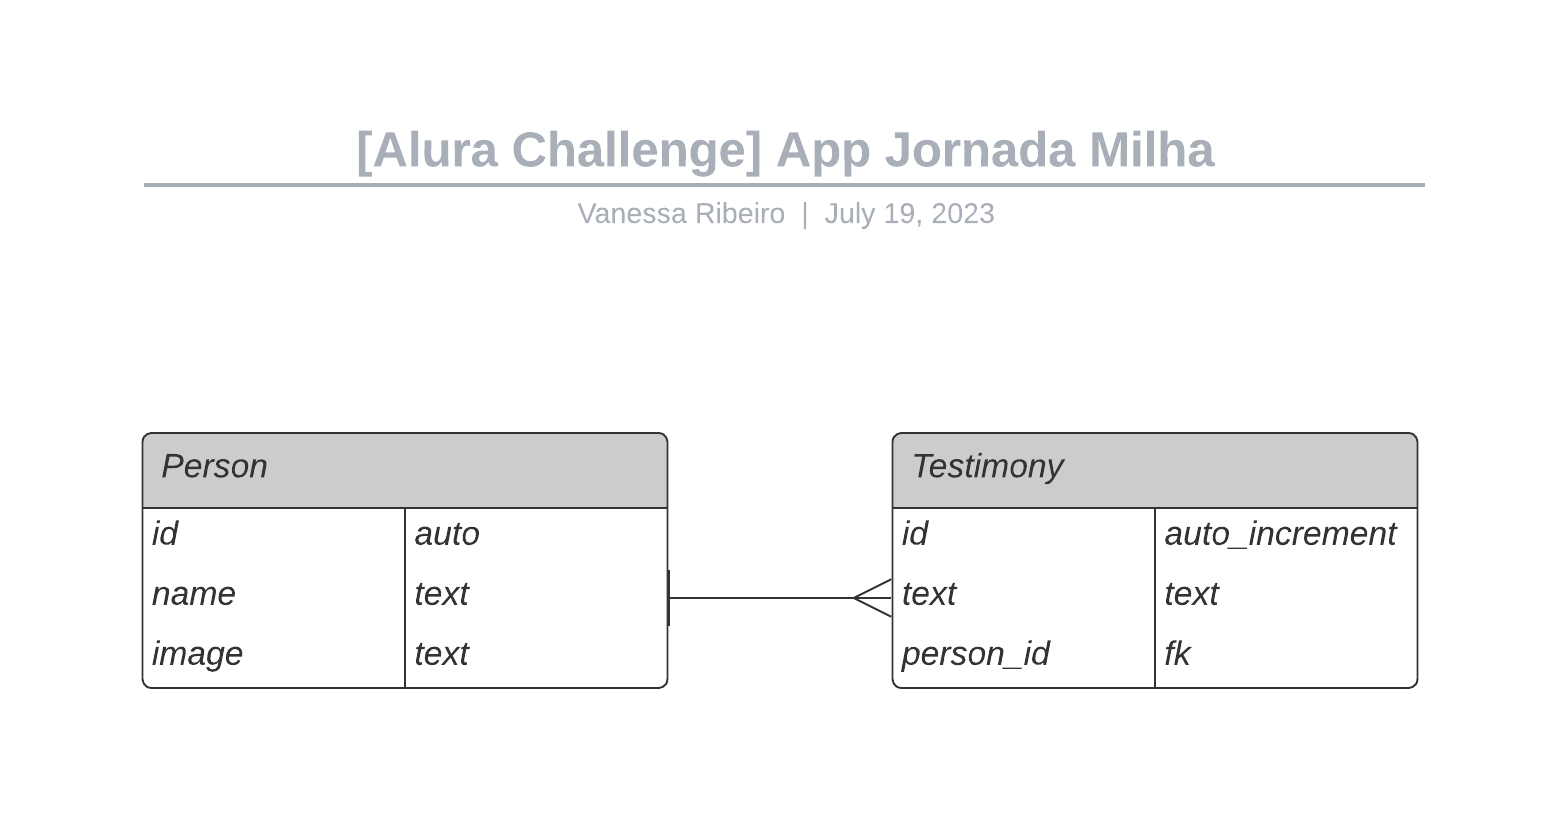 [Alura Challenge] App Jornada Milha
Vanessa Ribeiro | July 19, 2023
Person
id auto
name text
image text
Testimony
id auto_increment
text text
person_id fk